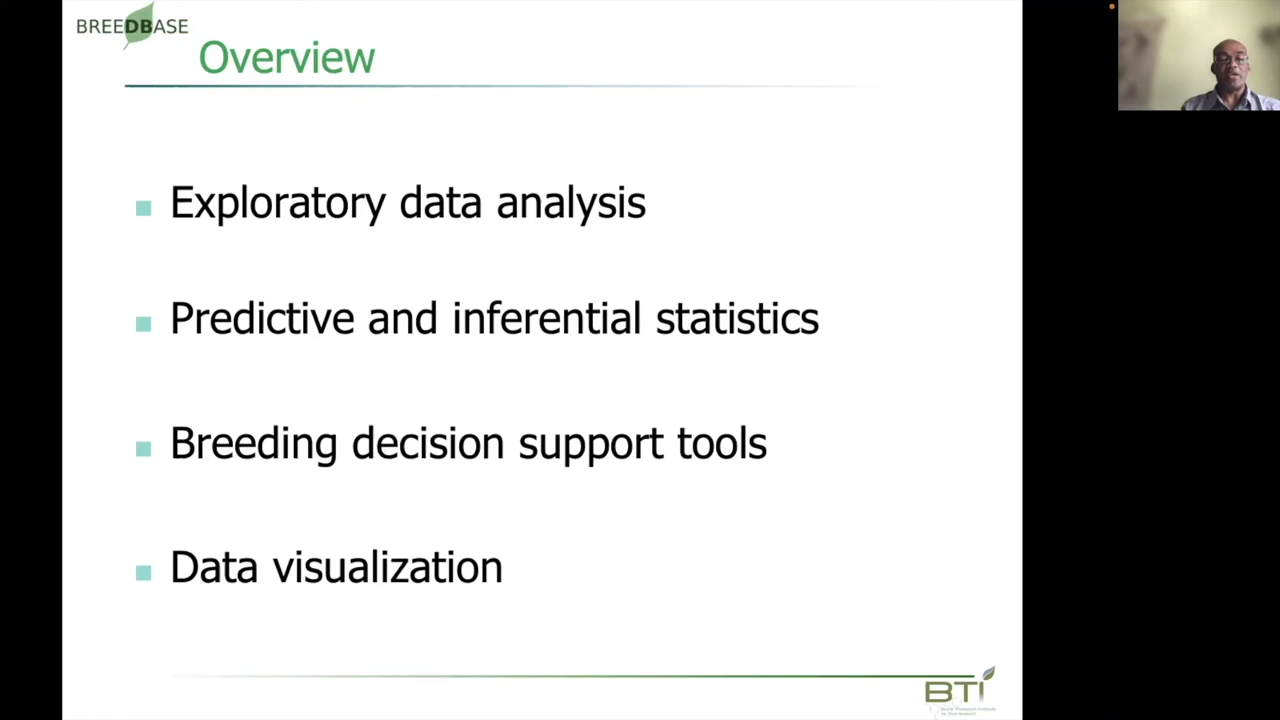 BREEDBASE
Overview
Exploratory data analysis
Predictive and inferential statistics
Breeding decision support tools
Data visualization
BTI